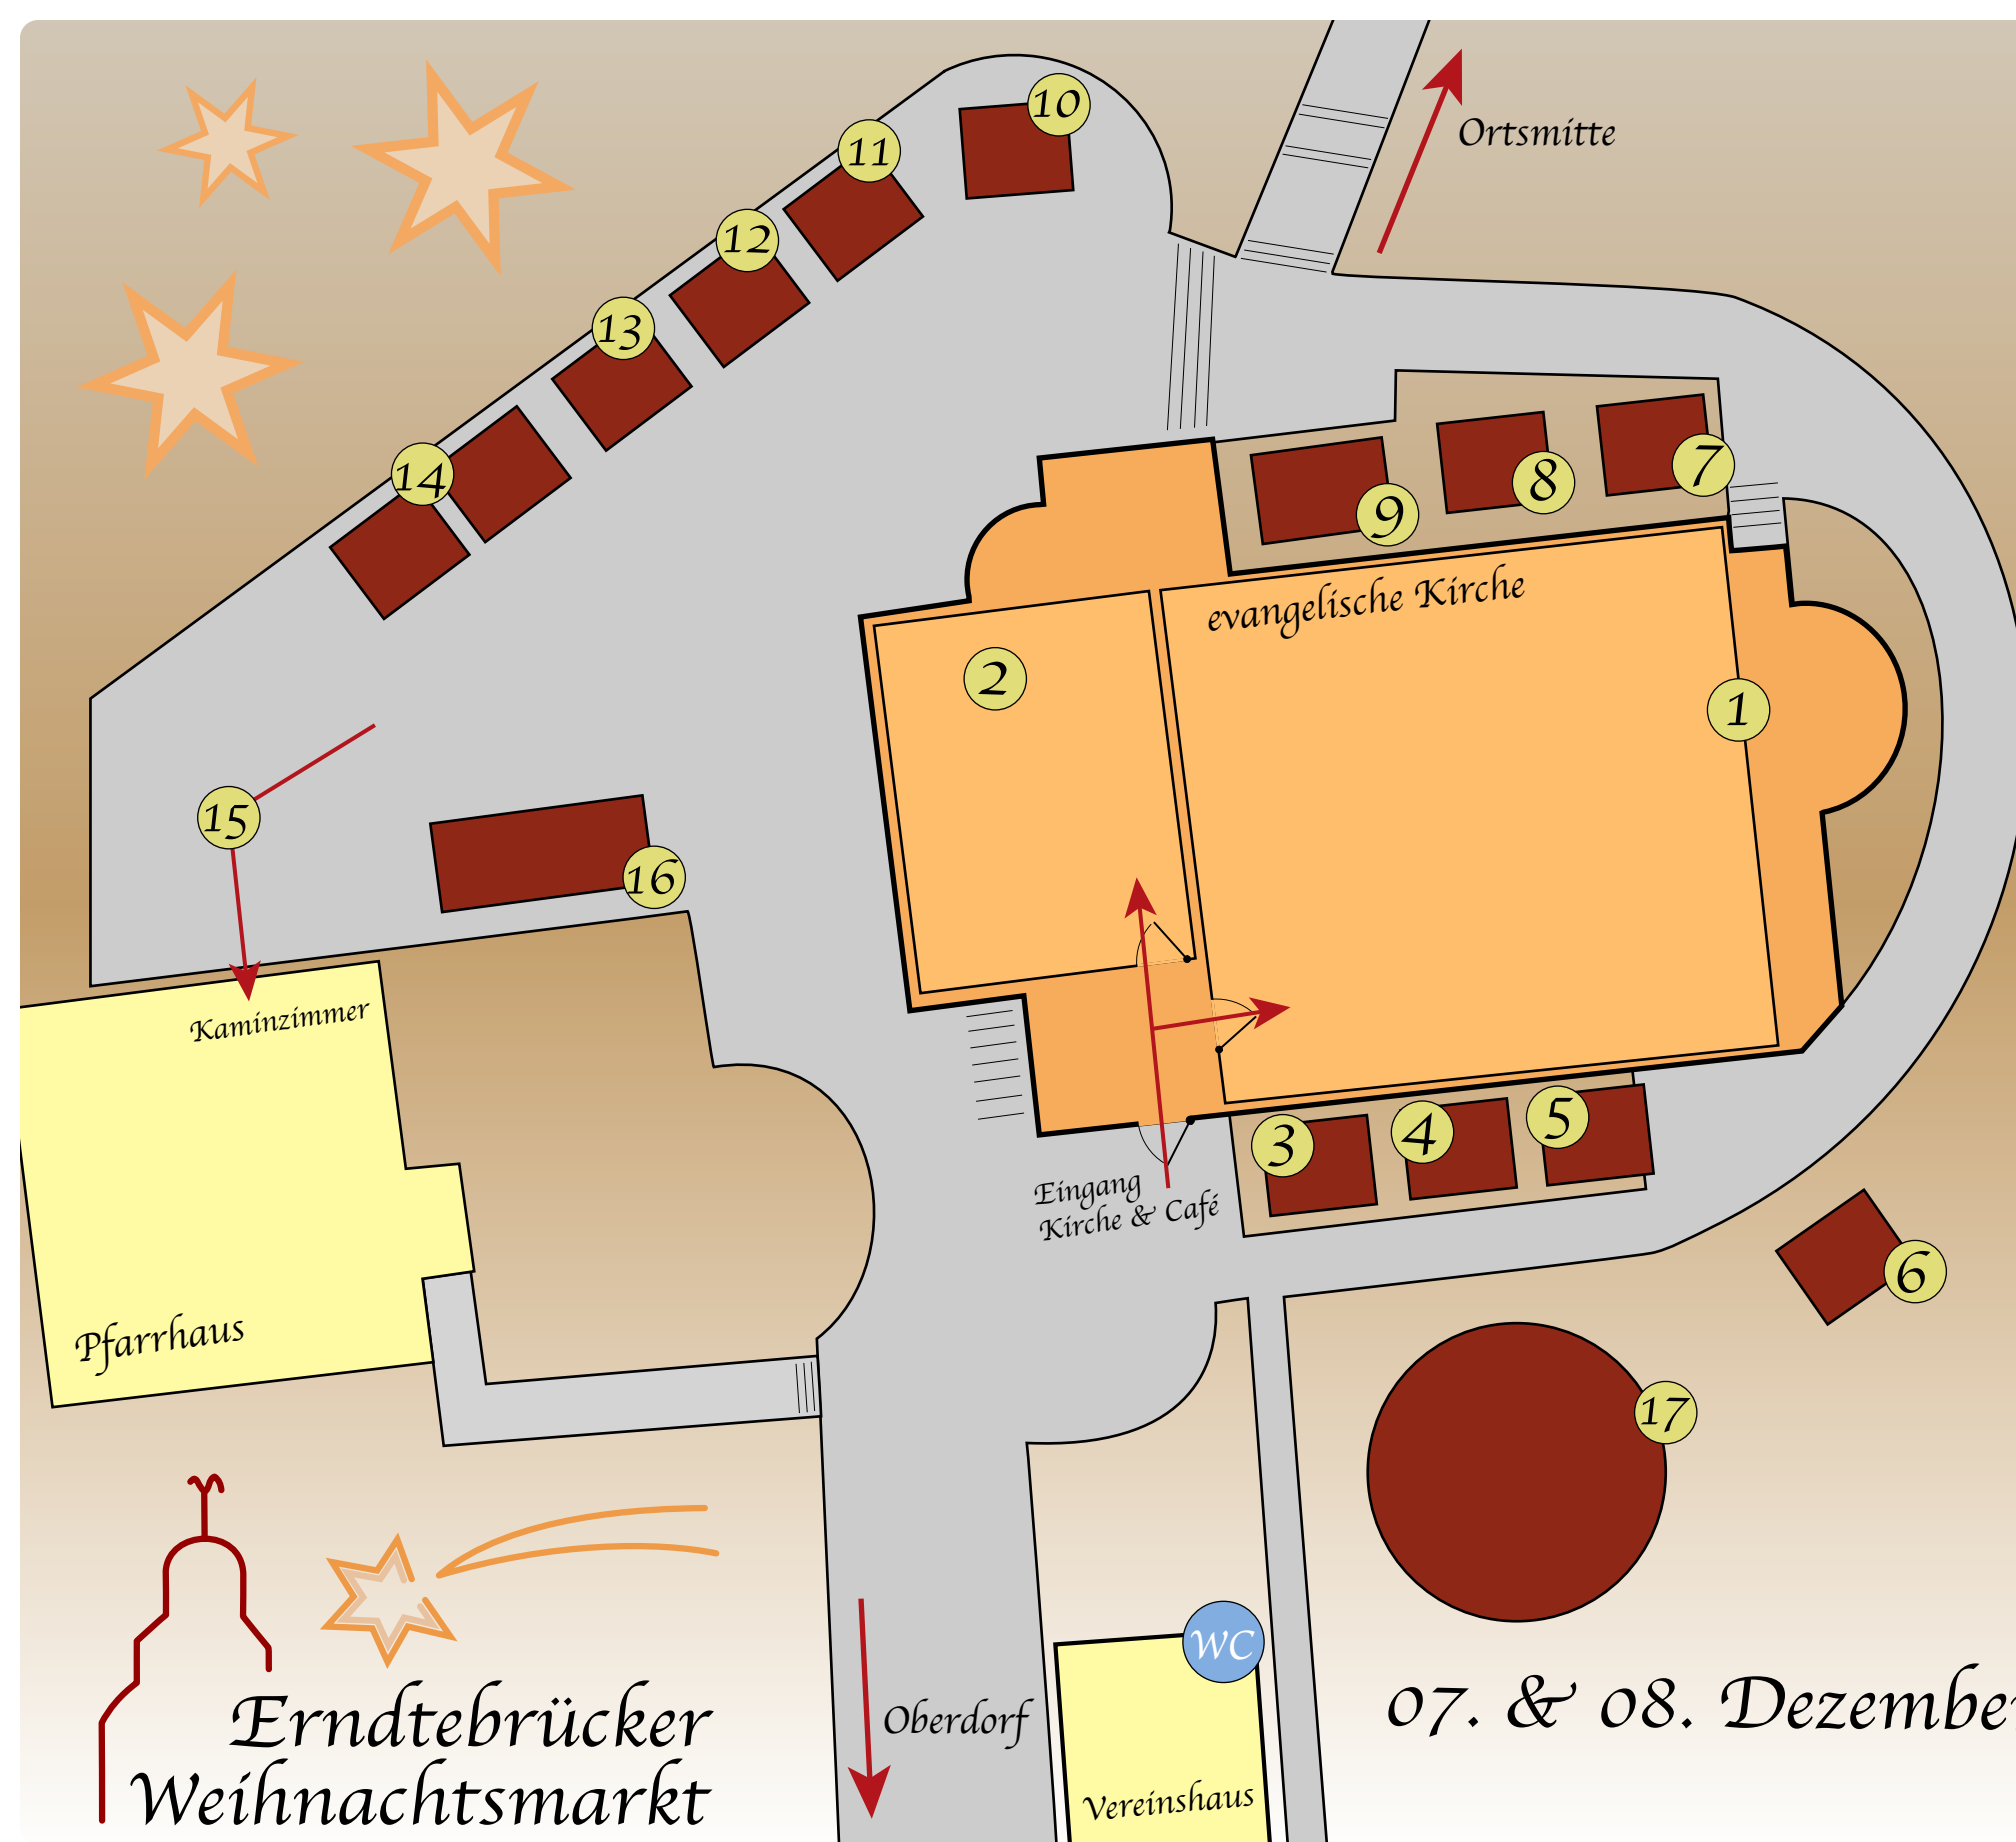 10
Ortsmitte
11
12
13
14
7
8
9
evangelische Kirche
2
1
15
16
Kaminzimmer
3
4
5
Eingang
Kirche & Café
6
Pfarrhaus
17
WC
Oberdorf
Vereinshaus
Erndtebrücker
Weihnachtsmarkt
07. & 08. Dezembe